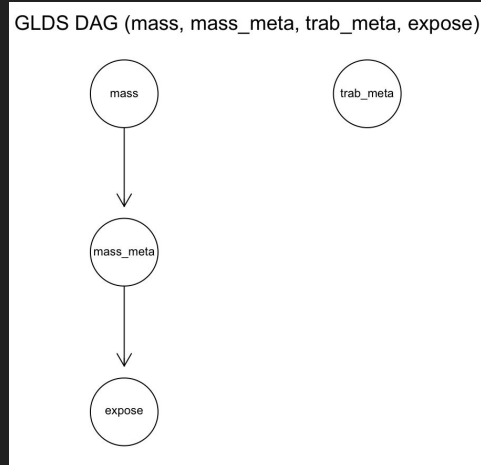 GLDS DAG (mass, mass_meta, trab_meta, expose)
mass
trab_meta
mass_meta
expose